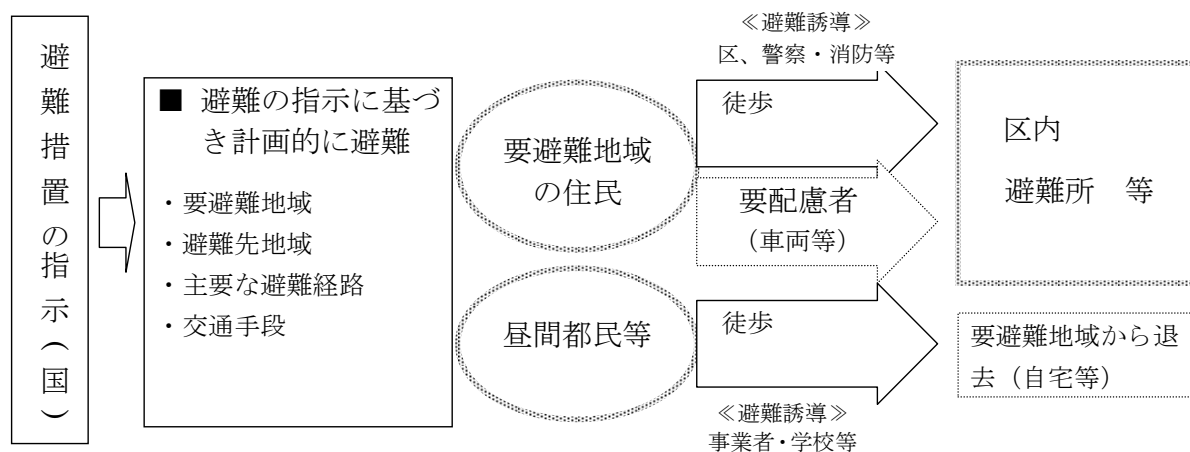 避難措置の指示（国）
■ 避難の指示に基づ
き計画的に避難
・要避難地域
・避難先地域
・主要な避難経路
・交通手段
要避難地域
の住民
昼間都民等
≪避難誘導≫
区、警察・消防等
徒歩
要配慮者
（車両等）
徒歩
≪避難誘導≫
事業者・学校等
区内
避難所　等
要避難地域から退
去（自宅等）